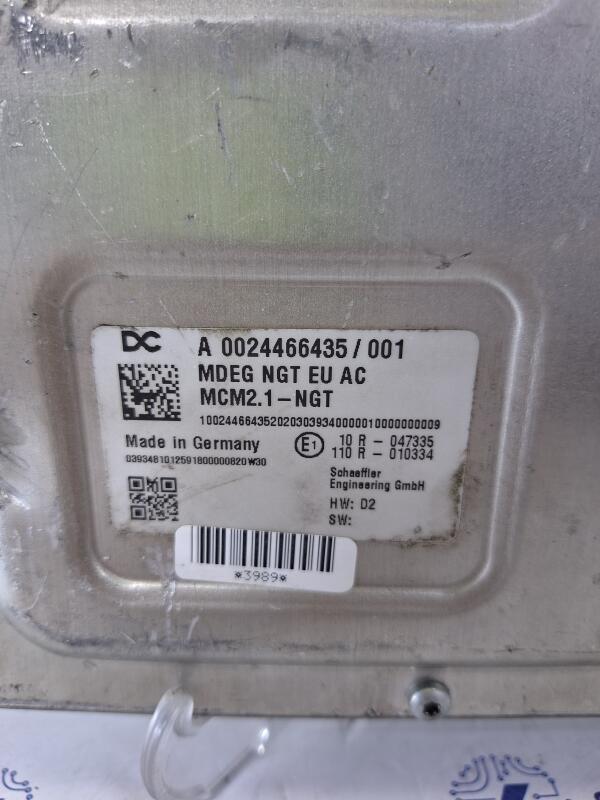 DC
A 0024466435 / 001
MDEG NGT EU AC
MCM2.1-NGT
10024466435202030393400000100000000009
Made in Germany
E1
10 R - 047335
110 R - 010334
0393481012591800000820W30
Schaeffler
Engineering GmbH
HW: D2
SW:
*3989*